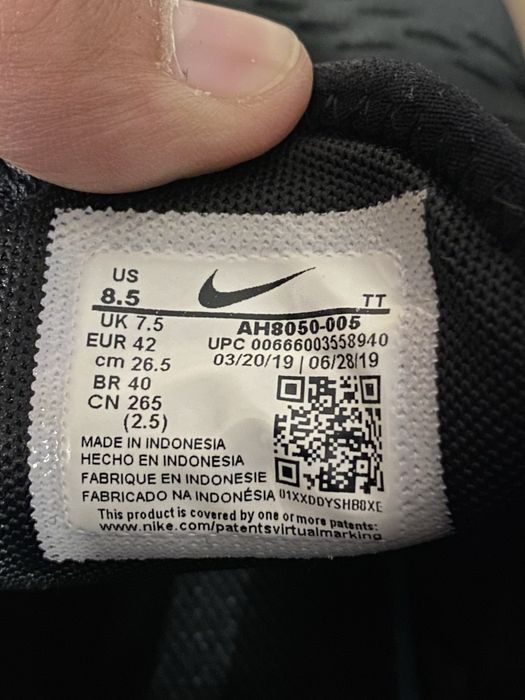 US
8.5
TT
UK 7.5
AH8050-005
EUR 42
UPC 00666003558940
cm 26.5
03/20/19 | 06/28/19
BR 40
CN 265
(2.5)
MADE IN INDONESIA
HECHO EN INDONESIA
FABRIQUE EN INDONESIE
FABRICADO NA INDONÉSIA
01XXDDYSHB0XE
This product is covered by one or more patents:
www.nike.com/patentsvirtualmarking